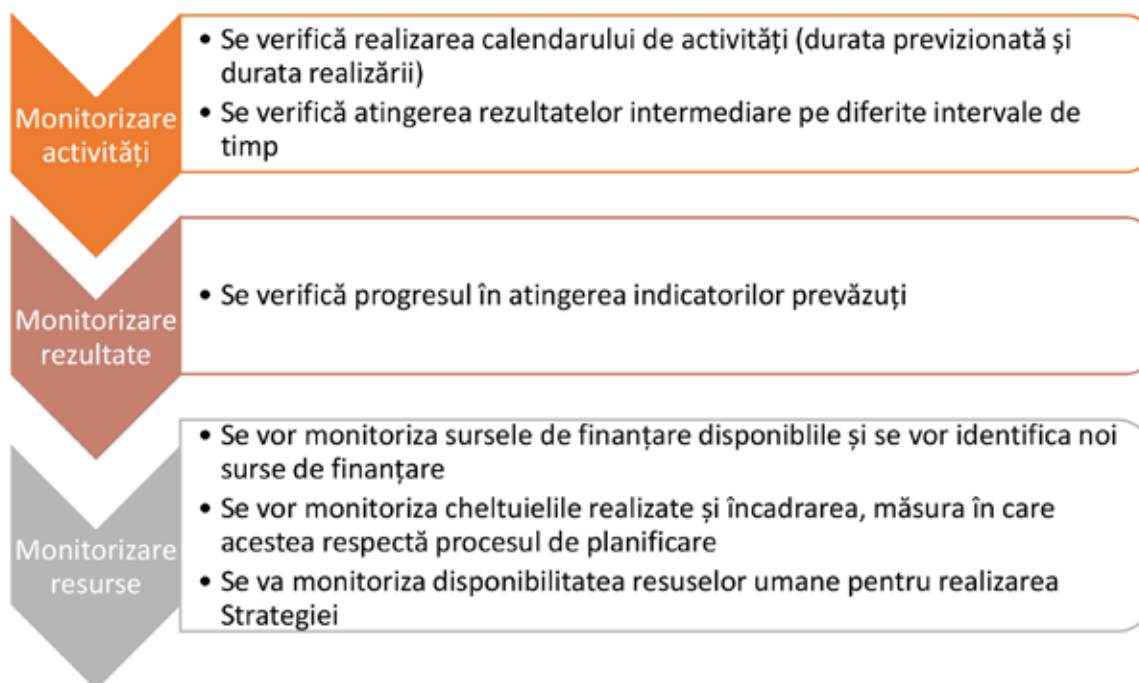 Monitorizare
activități
• Se verifică realizarea calendarului de activități (durata previzionată și
durata realizării)
• Se verifică atingerea rezultatelor intermediare pe diferite intervale de
timp
Monitorizare
rezultate
• Se verifică progresul în atingerea indicatorilor prevăzuți
Monitorizare
resurse
• Se vor monitoriza sursele de finanțare disponiblile și se vor identifica noi
surse de finanțare
• Se vor monitoriza cheltuielile realizate și încadrarea, măsura în care
acestea respectă procesul de planificare
• Se va monitoriza disponibilitatea resuselor umane pentru realizarea
Strategiei